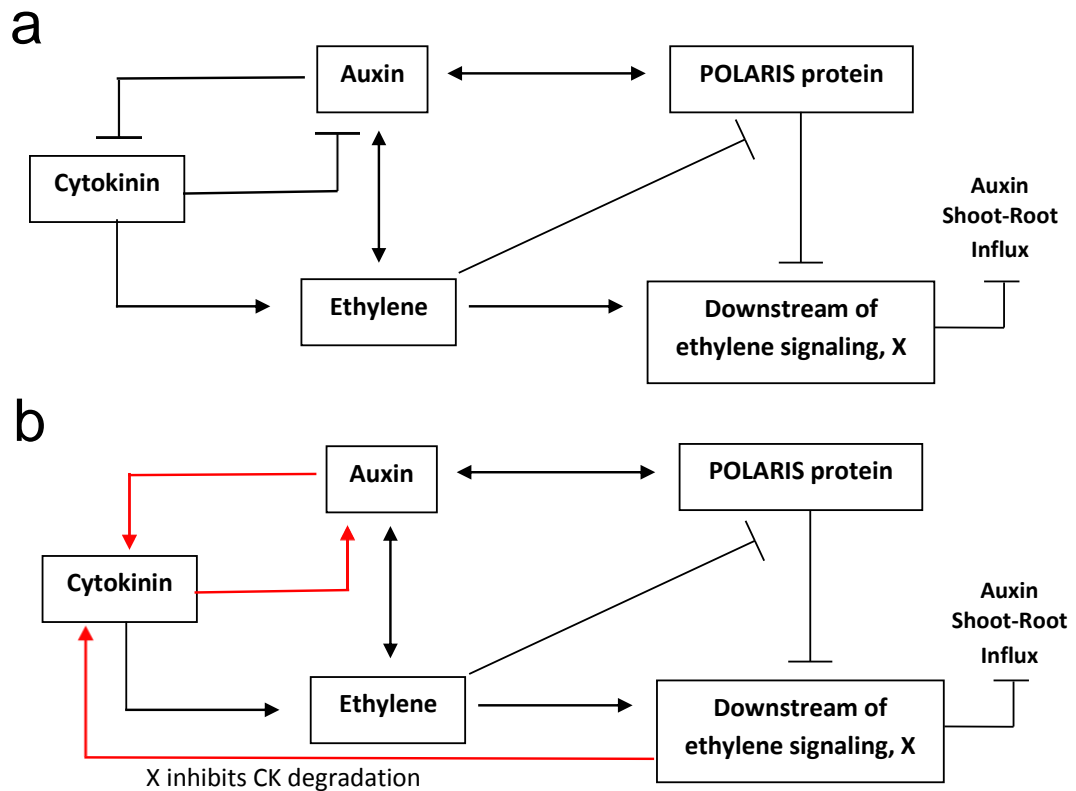 a
Auxin
POLARIS protein
Cytokinin
Auxin
Shoot-Root
Influx
Ethylene
Downstream of
ethylene signaling, X
b
Auxin
POLARIS protein
Cytokinin
Auxin
Shoot-Root
Influx
Ethylene
Downstream of
ethylene signaling, X
X inhibits CK degradation